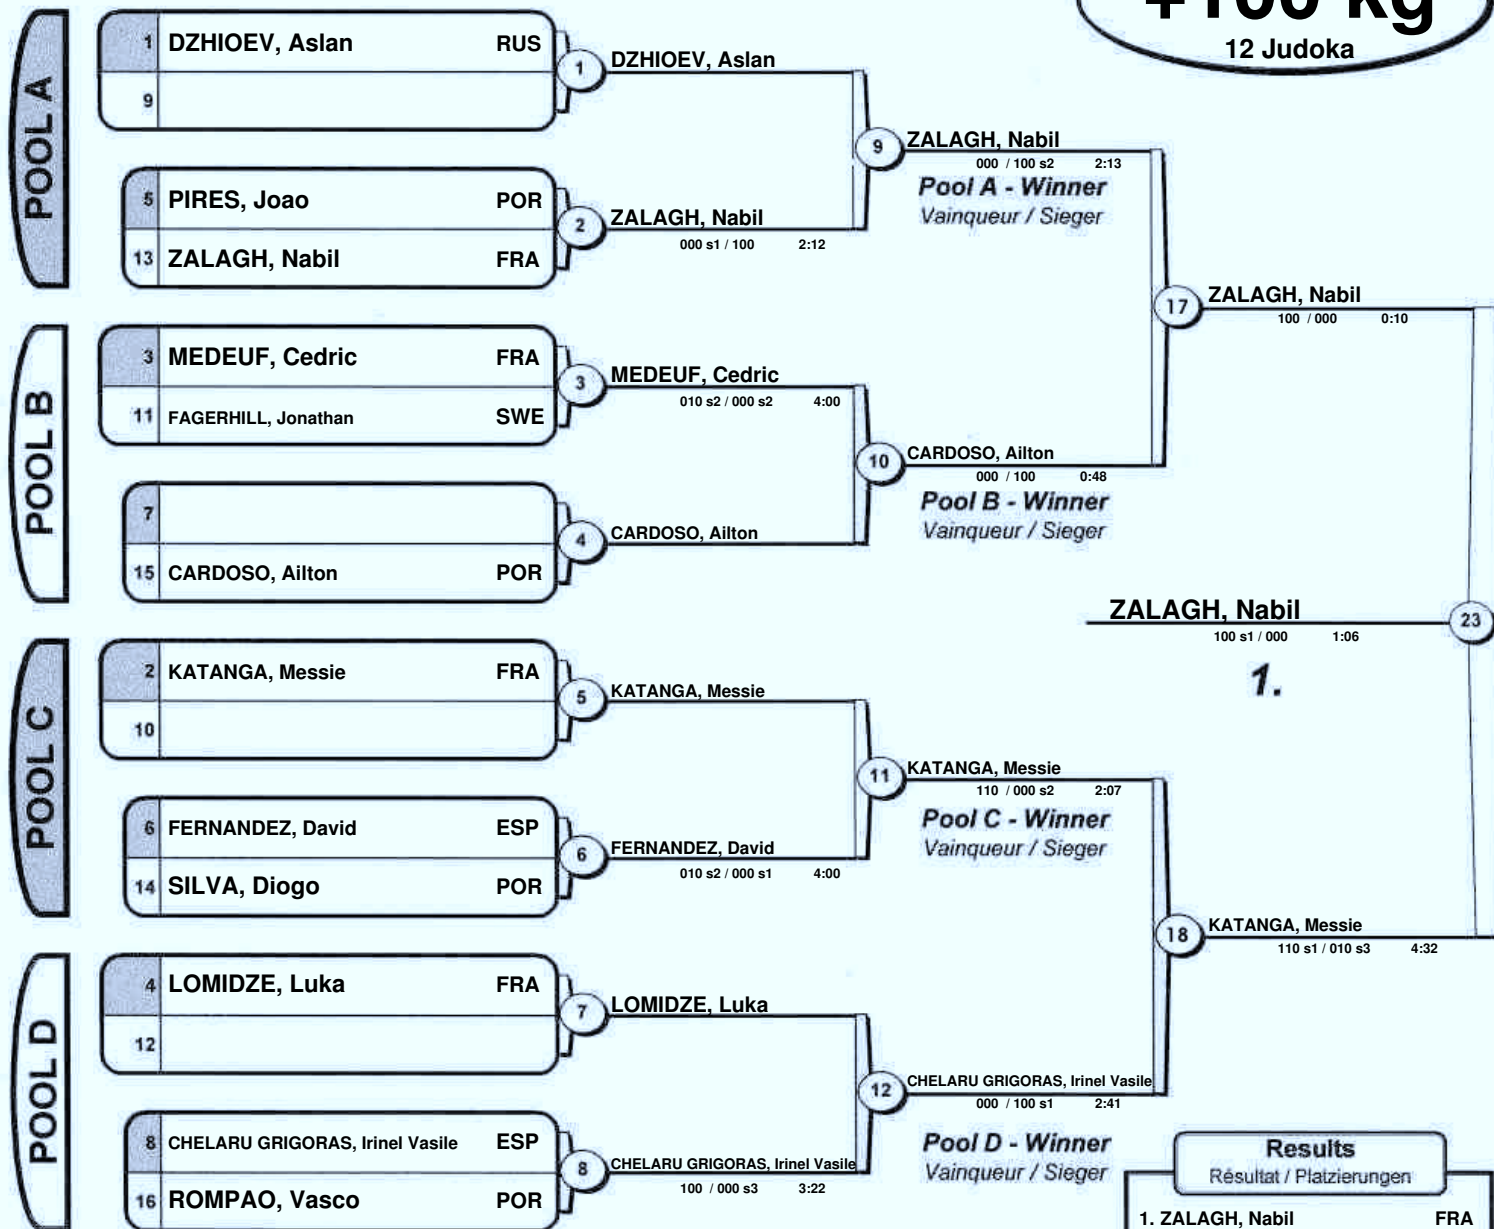 +100 kg
12 Judoka
POOL A
1 DZHIOEV, Aslan RUS
9
1 DZHIOEV, Aslan
5 PIRES, Joao POR
13 ZALAGH, Nabil FRA
2 ZALAGH, Nabil
000 s1 / 100 2:12
9 ZALAGH, Nabil
000 / 100 s2 2:13
Pool A - Winner
Vainqueur / Sieger
POOL B
3 MEDEUF, Cedric FRA
11 FAGERHILL, Jonathan SWE
3 MEDEUF, Cedric
010 s2 / 000 s2 4:00
7
15 CARDOSO, Ailton POR
4 CARDOSO, Ailton
10 CARDOSO, Ailton
000 / 100 0:48
Pool B - Winner
Vainqueur / Sieger
17 ZALAGH, Nabil
100 / 000 0:10
ZALAGH, Nabil 23
100 s1 / 000 1:06
1.
POOL C
2 KATANGA, Messie FRA
10
5 KATANGA, Messie
6 FERNANDEZ, David ESP
14 SILVA, Diogo POR
6 FERNANDEZ, David
010 s2 / 000 s1 4:00
11 KATANGA, Messie
110 / 000 s2 2:07
Pool C - Winner
Vainqueur / Sieger
18 KATANGA, Messie
110 s1 / 010 s3 4:32
POOL D
4 LOMIDZE, Luka FRA
12
7 LOMIDZE, Luka
8 CHELARU GRIGORAS, Irinel Vasile ESP
16 ROMPAO, Vasco POR
8 CHELARU GRIGORAS, Irinel Vasile
100 / 000 s3 3:22
12 CHELARU GRIGORAS, Irinel Vasile
000 / 100 s1 2:41
Pool D - Winner
Vainqueur / Sieger
Results
Résultat / Platzierungen
1. ZALAGH, Nabil FRA